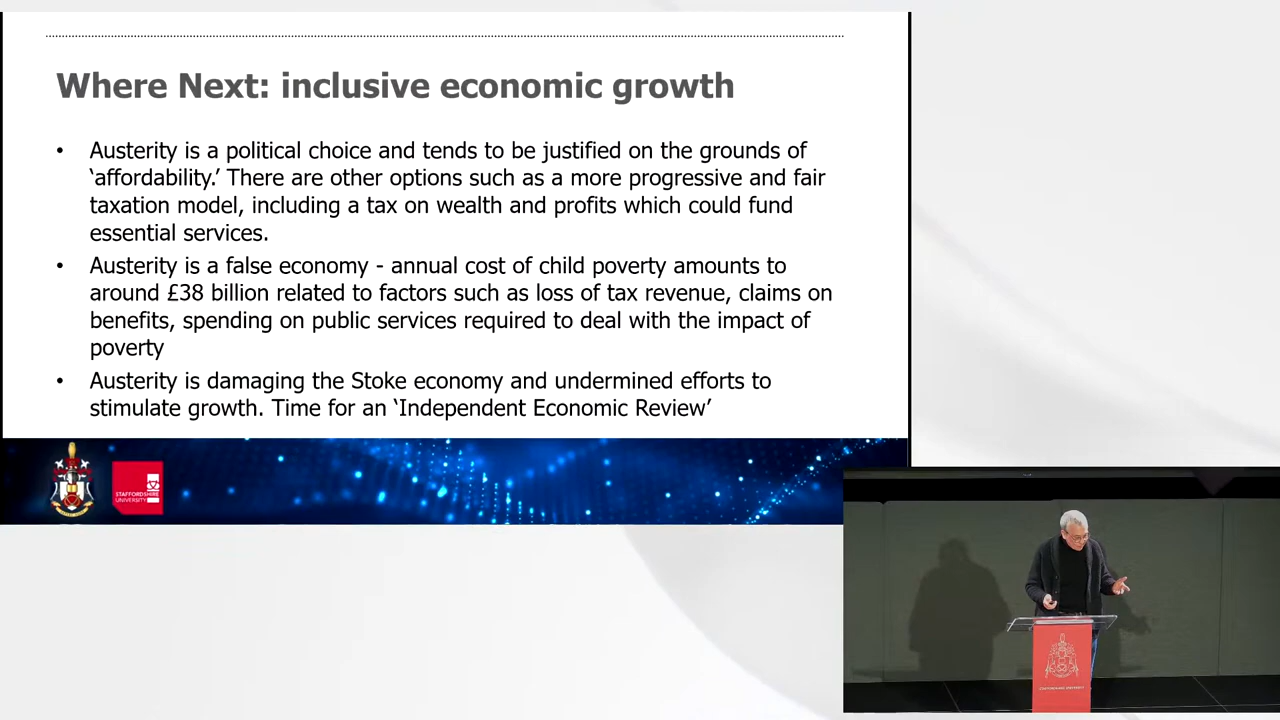 Where Next: inclusive economic growth
• Austerity is a political choice and tends to be justified on the grounds of
‘affordability.’ There are other options such as a more progressive and fair
taxation model, including a tax on wealth and profits which could fund
essential services.
• Austerity is a false economy - annual cost of child poverty amounts to
around £38 billion related to factors such as loss of tax revenue, claims on
benefits, spending on public services required to deal with the impact of
poverty
• Austerity is damaging the Stoke economy and undermined efforts to
stimulate growth. Time for an ‘Independent Economic Review’
STAFFORDSHIRE
UNIVERSITY
STAFFORDSHIRE UNIVERSITY